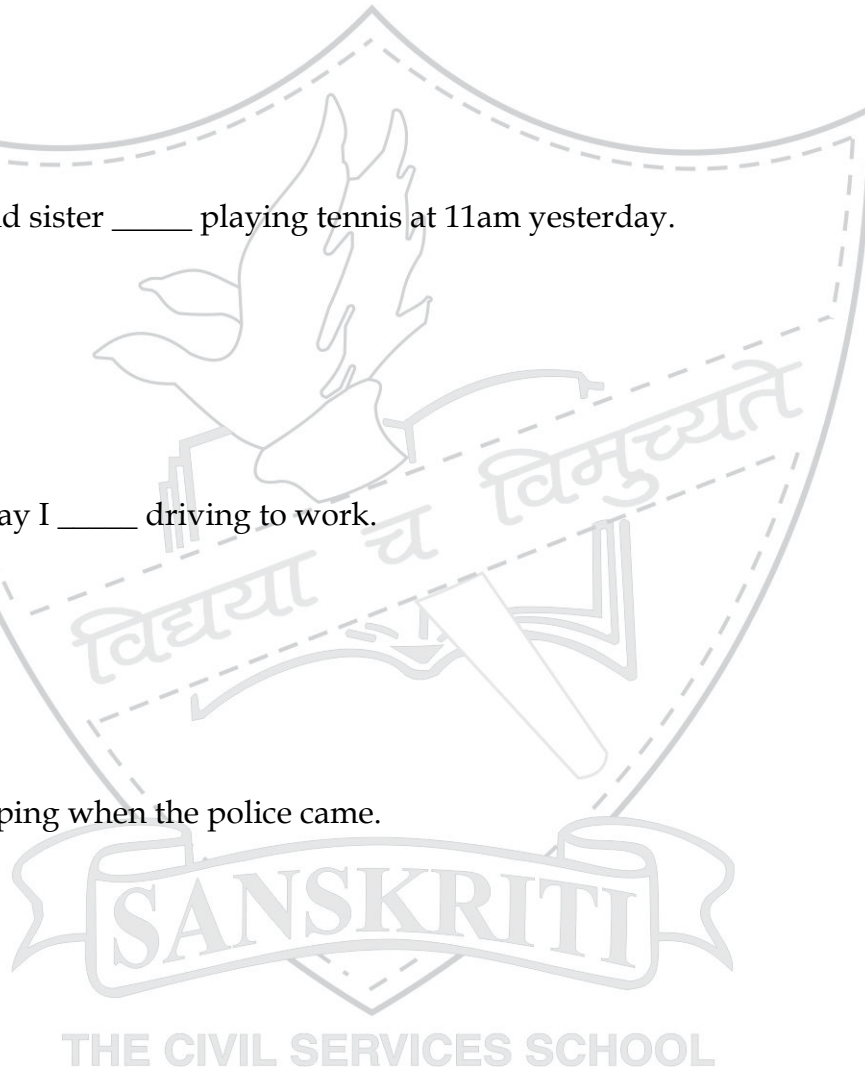 d sister _____ playing tennis at 11am yesterday.
ay I _____ driving to work.
विद्यया च विमुच्यते
ping when the police came.
SANSKRITI
THE CIVIL SERVICES SCHOOL